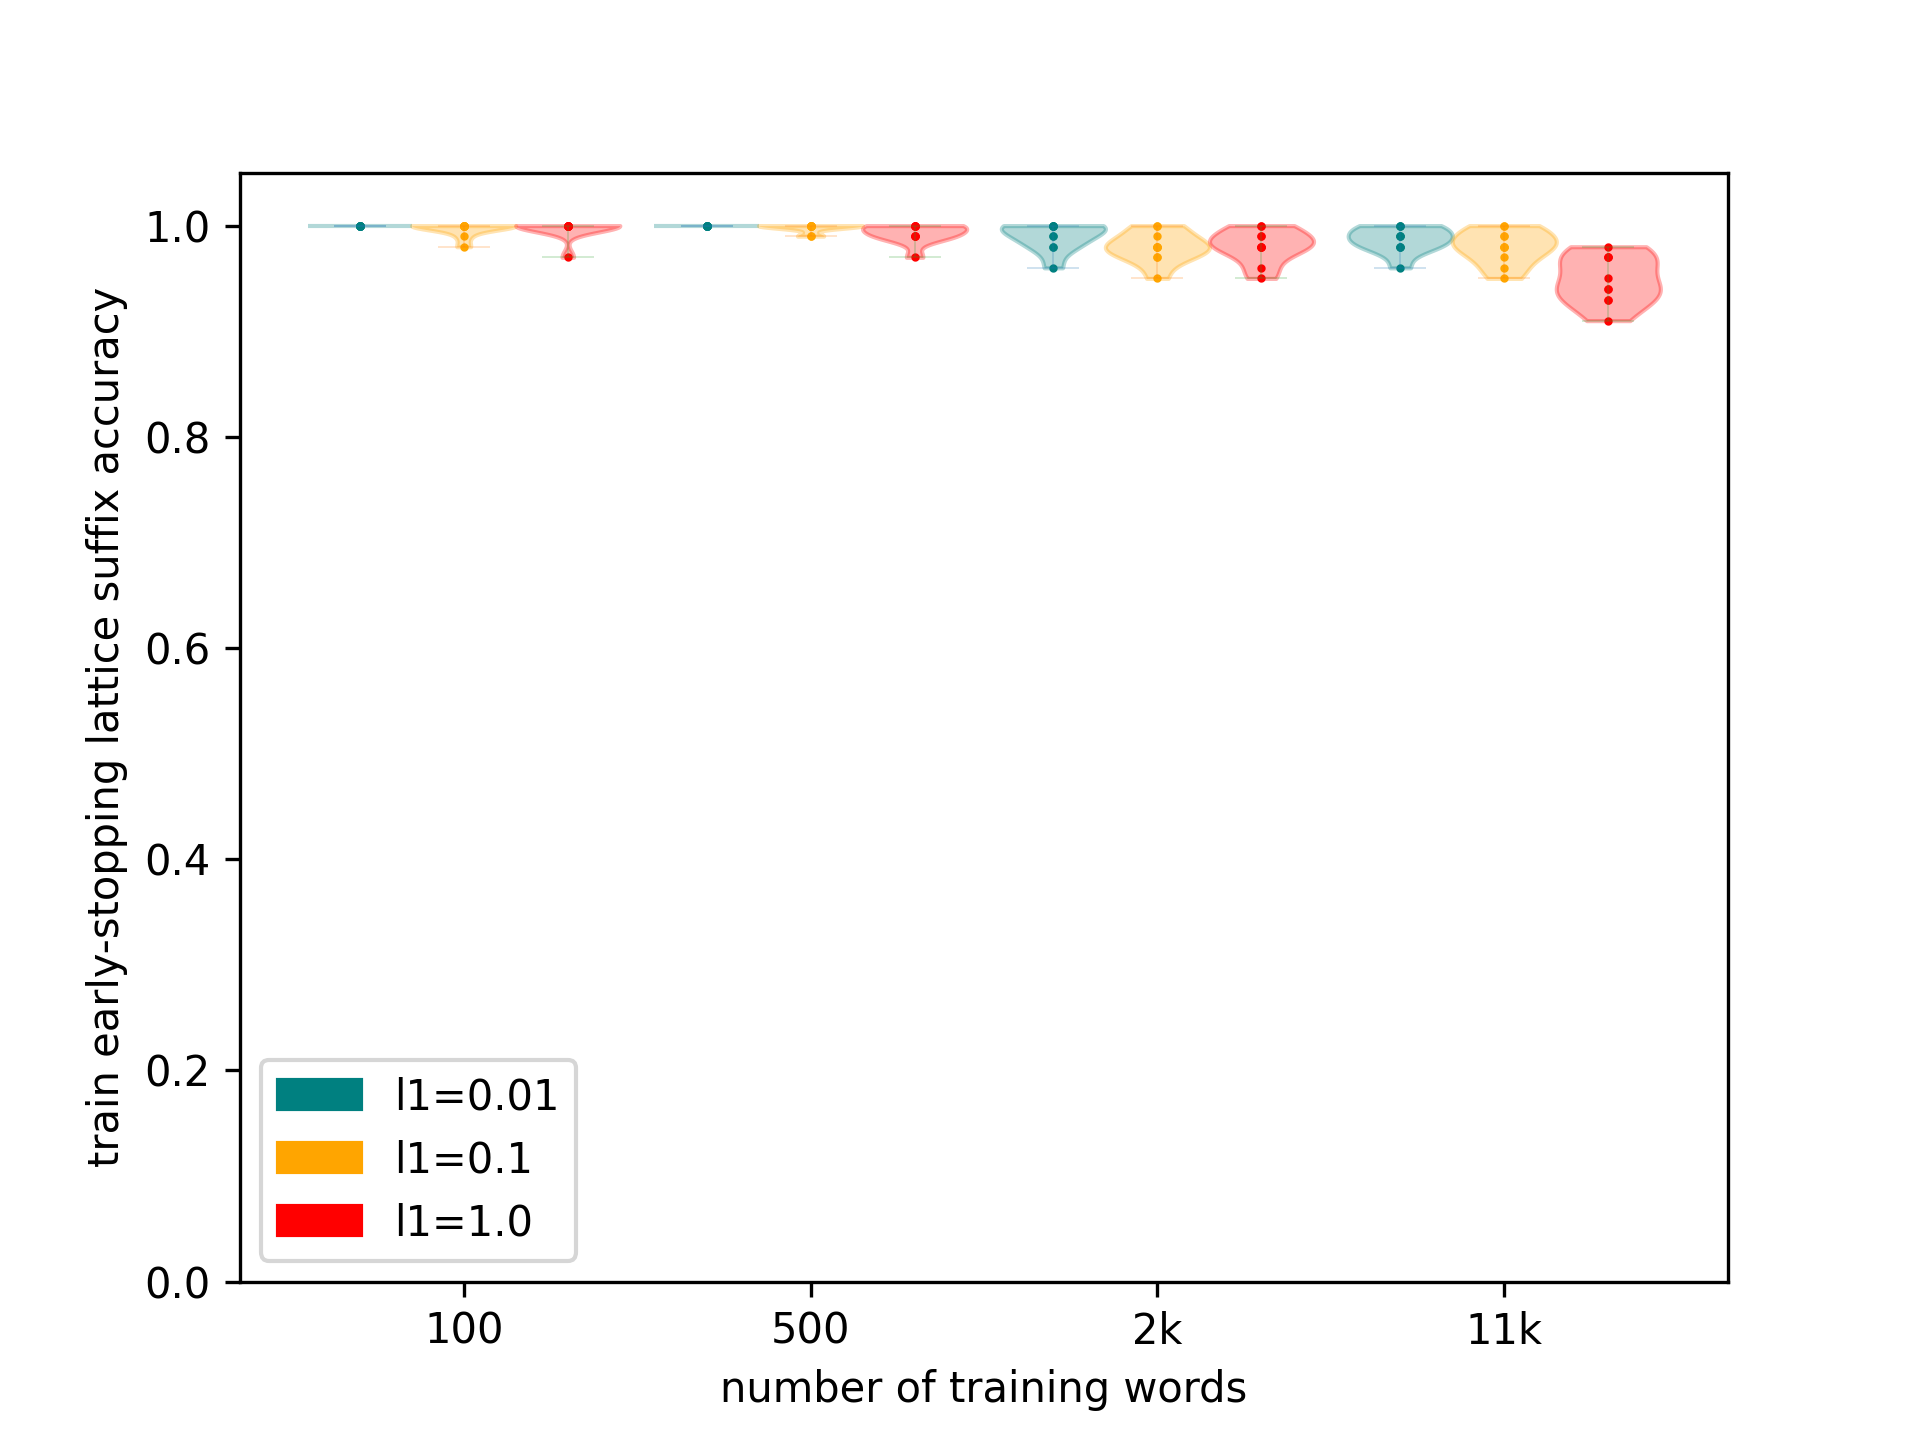 train early-stopping lattice suffix accuracy
1.0
0.8
0.6
0.4
0.2
0.0
l1=0.01
l1=0.1
l1=1.0
100 500 2k 11k
number of training words